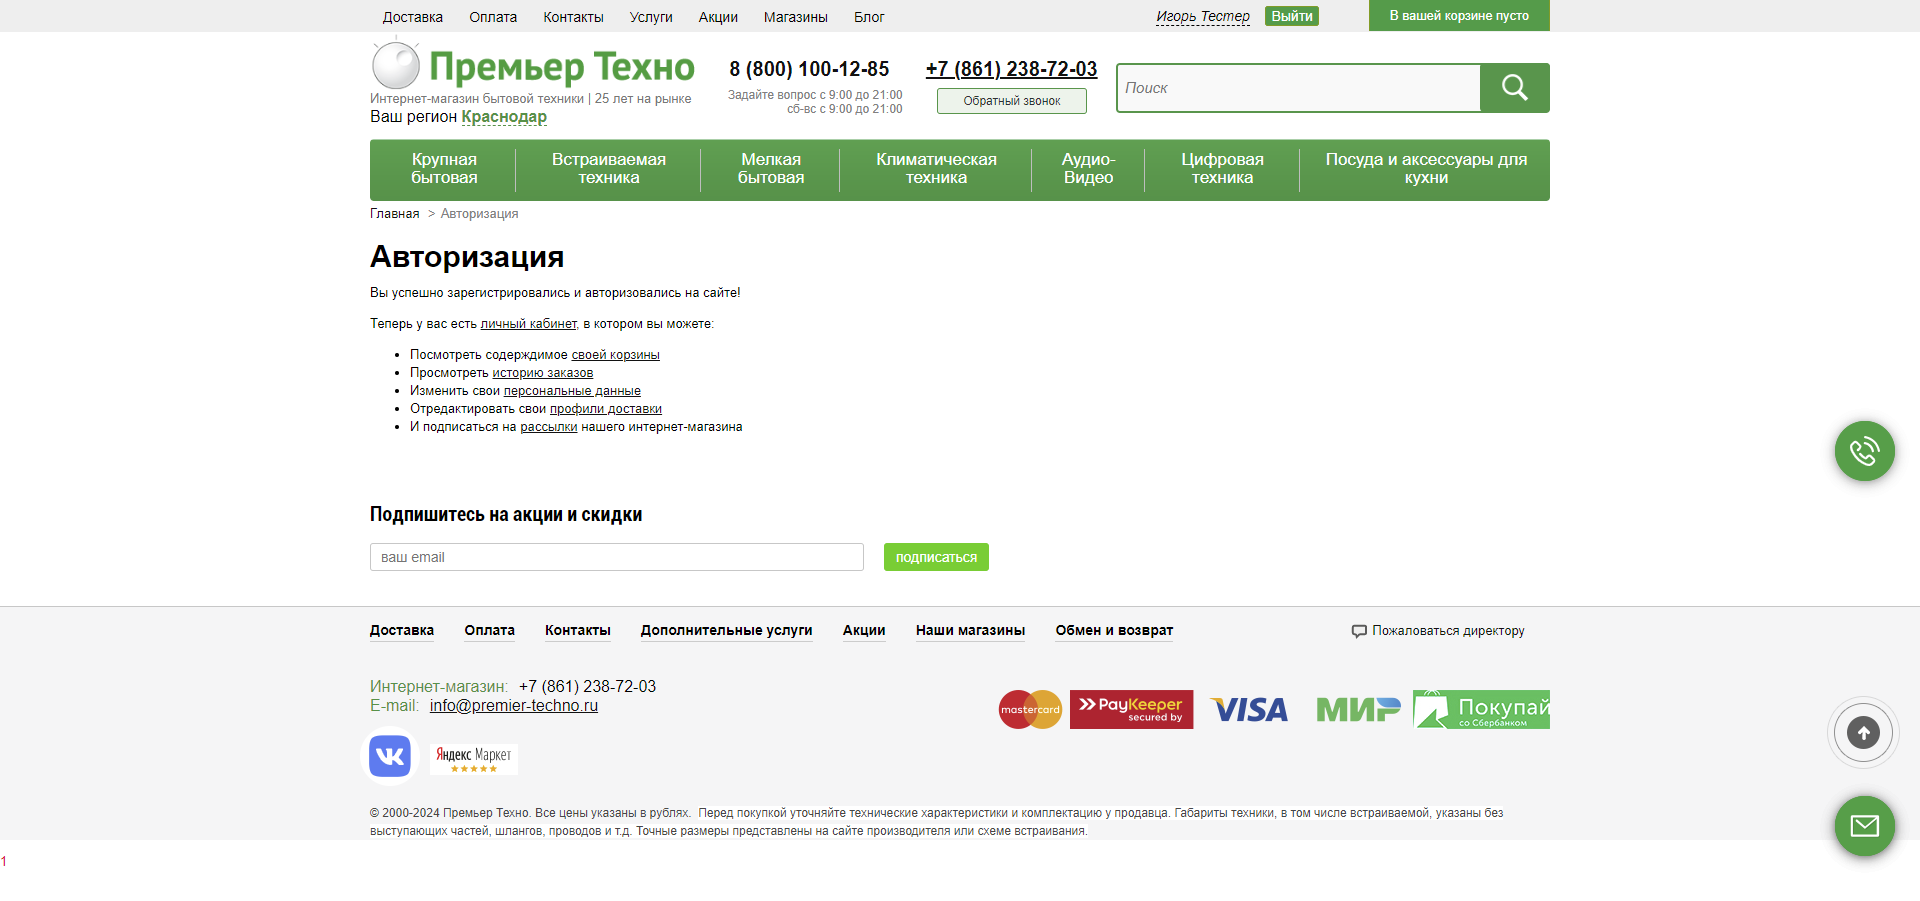 Доставка Оплата Контакты Услуги Акции Магазины Блог Игорь Тестер Выйти В вашей корзине пусто
Премьер Техно
Интернет-магазин бытовой техники | 25 лет на рынке
Ваш регион Краснодар
8 (800) 100-12-85
Задайте вопрос с 9:00 до 21:00
сб-вс с 9:00 до 21:00
+7 (861) 238-72-03
Обратный звонок
Поиск
Крупная бытовая
Встраиваемая техника
Мелкая бытовая
Климатическая техника
Аудио-Видео
Цифровая техника
Посуда и аксессуары для кухни
Главная > Авторизация
Авторизация
Вы успешно зарегистрировались и авторизовались на сайте!
Теперь у вас есть личный кабинет, в котором вы можете:
• Посмотреть содерждимое своей корзины
• Просмотреть историю заказов
• Изменить свои персональные данные
• Отредактировать свои профили доставки
• И подписаться на рассылки нашего интернет-магазина
Подпишитесь на акции и скидки
ваш email подписаться
Доставка Оплата Контакты Дополнительные услуги Акции Наши магазины Обмен и возврат Пожаловаться директору
Интернет-магазин: +7 (861) 238-72-03
E-mail: info@premier-techno.ru
mastercard
PayKeeper
secured by
VISA
МИР
Покупай
со Сбербанком
Яндекс Маркет
© 2000-2024 Премьер Техно. Все цены указаны в рублях. Перед покупкой уточняйте технические характеристики и комплектацию у продавца. Габариты техники, в том числе встраиваемой, указаны без
выступающих частей, шлангов, проводов и т.д. Точные размеры представлены на сайте производителя или схеме встраивания.
1